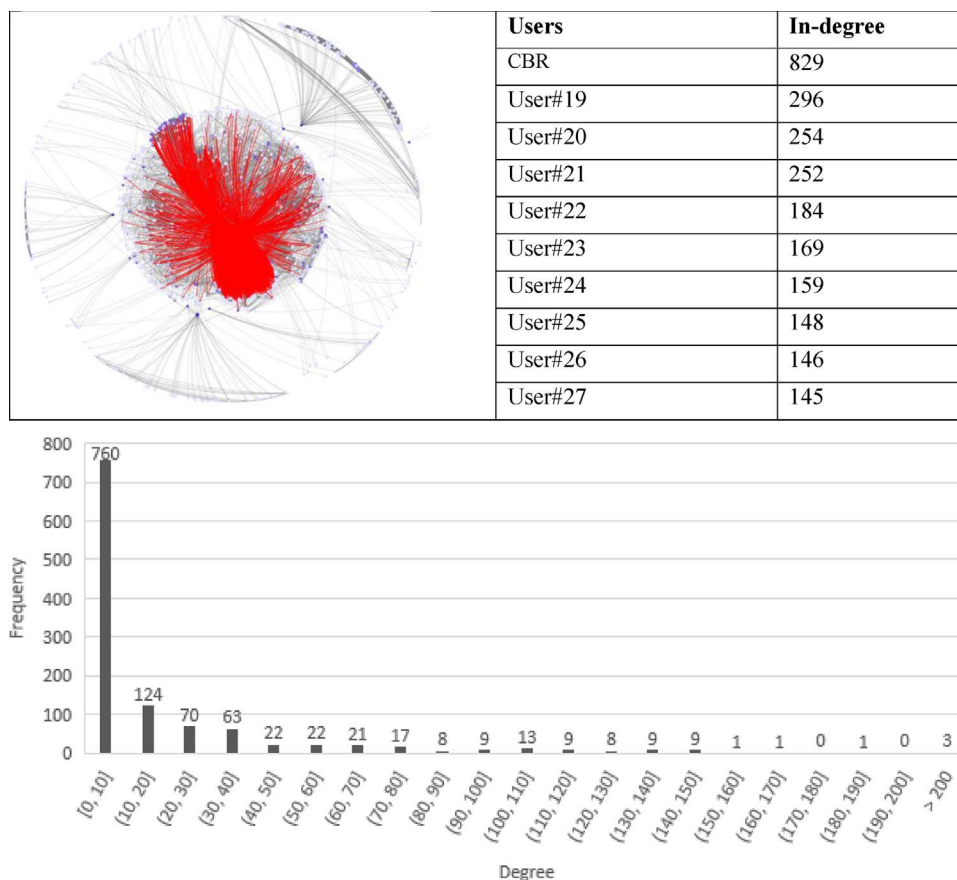 Users In-degree
CBR 829
User#19 296
User#20 254
User#21 252
User#22 184
User#23 169
User#24 159
User#25 148
User#26 146
User#27 145
800
700
600
500
400
300
200
100
0
Frequency
760 124 70 63 22 22 21 17 8 9 13 9 8 9 9 1 1 0 1 0 3
[0, 10] (10, 20] (20, 30] (30, 40] (40, 50] (50, 60] (60, 70] (70, 80] (80, 90] (90, 100] (100, 110] (110, 120] (120, 130] (130, 140] (140, 150] (150, 160] (160, 170] (170, 180] (180, 190] (190, 200] > 200
Degree